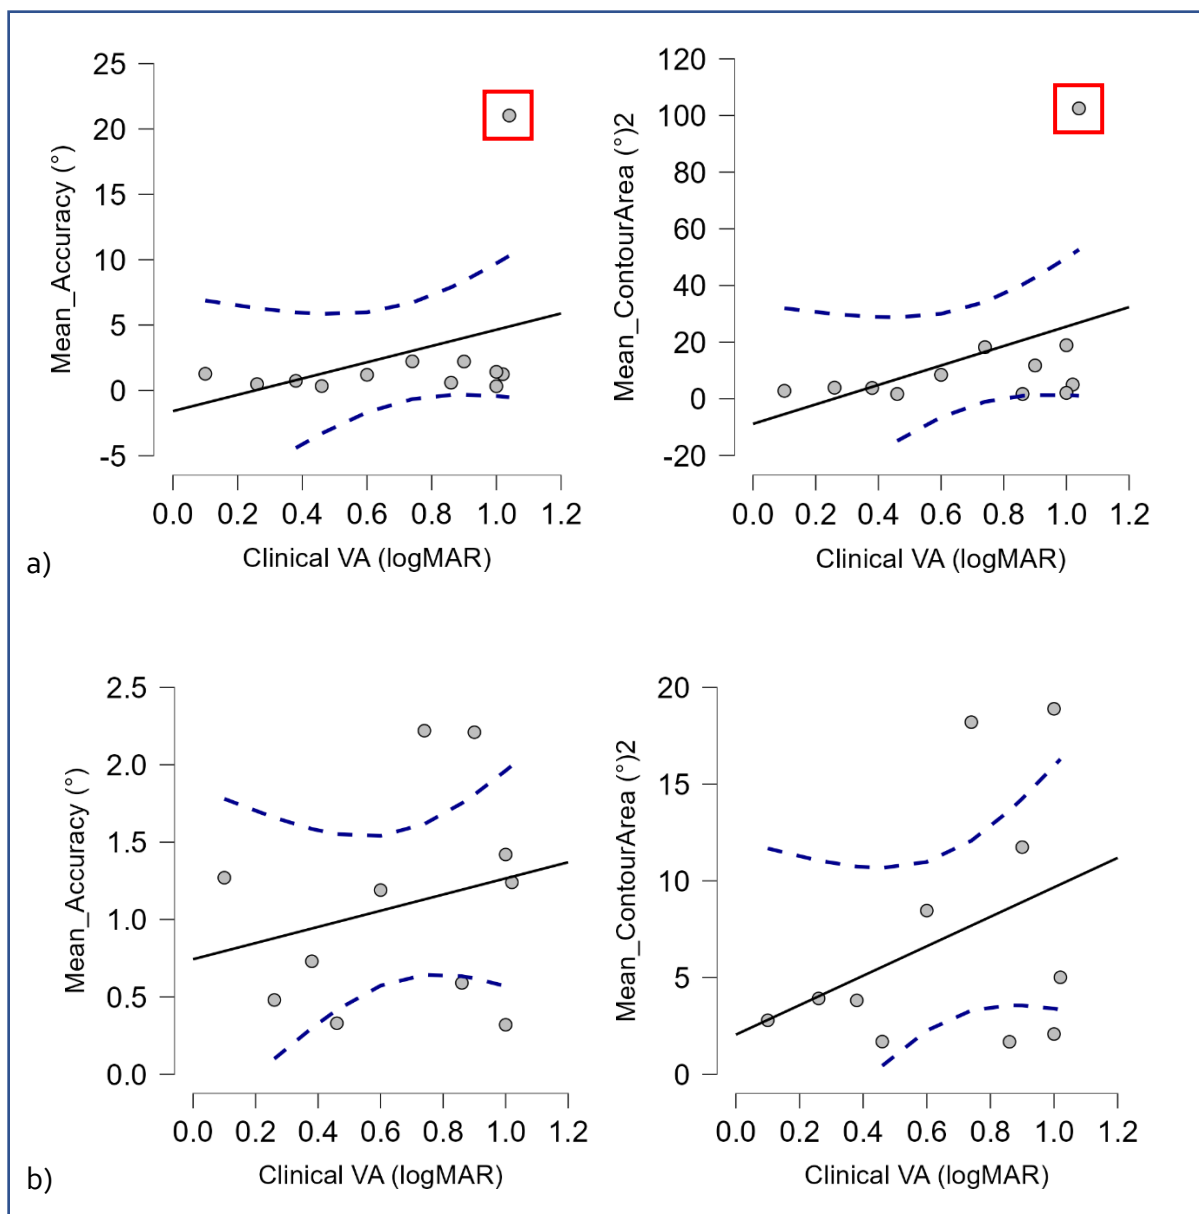 25
20
15
10
5
0
-5
Mean_Accuracy (°)
0.0 0.2 0.4 0.6 0.8 1.0 1.2
Clinical VA (logMAR)
120
100
80
60
40
20
0
-20
Mean_ContourArea (°)2
0.0 0.2 0.4 0.6 0.8 1.0 1.2
Clinical VA (logMAR)
a)
2.5
2.0
1.5
1.0
0.5
0.0
Mean_Accuracy (°)
0.0 0.2 0.4 0.6 0.8 1.0 1.2
Clinical VA (logMAR)
20
15
10
5
0
Mean_ContourArea (°)2
0.0 0.2 0.4 0.6 0.8 1.0 1.2
Clinical VA (logMAR)
b)